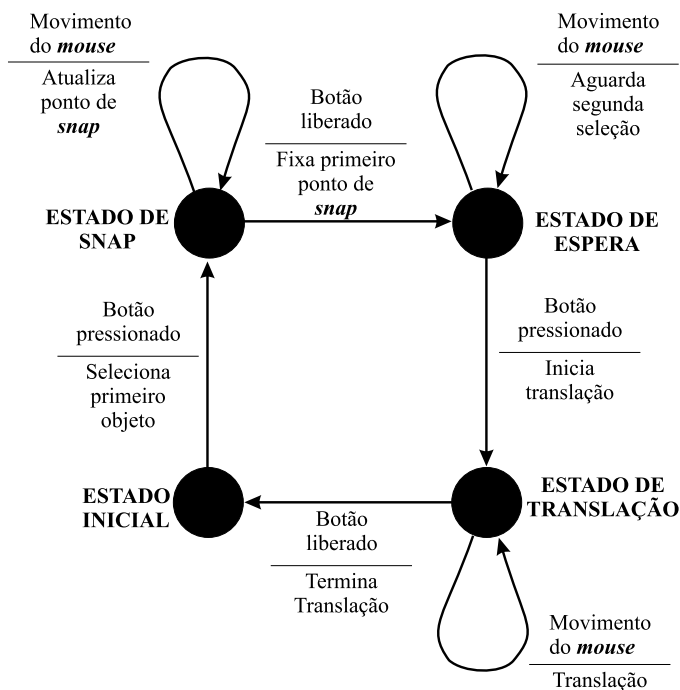 Movimento
do mouse
Atualiza
ponto de
snap
Botão
liberado
Fixa primeiro
ponto de
snap
Movimento
do mouse
Aguarda
segunda
seleção
ESTADO DE
SNAP
ESTADO DE
ESPERA
Botão
pressionado
Seleciona
primeiro
objeto
Botão
pressionado
Inicia
translação
ESTADO
INICIAL
ESTADO DE
TRANSLAÇÃO
Botão
liberado
Termina
Translação
Movimento
do mouse
Translação